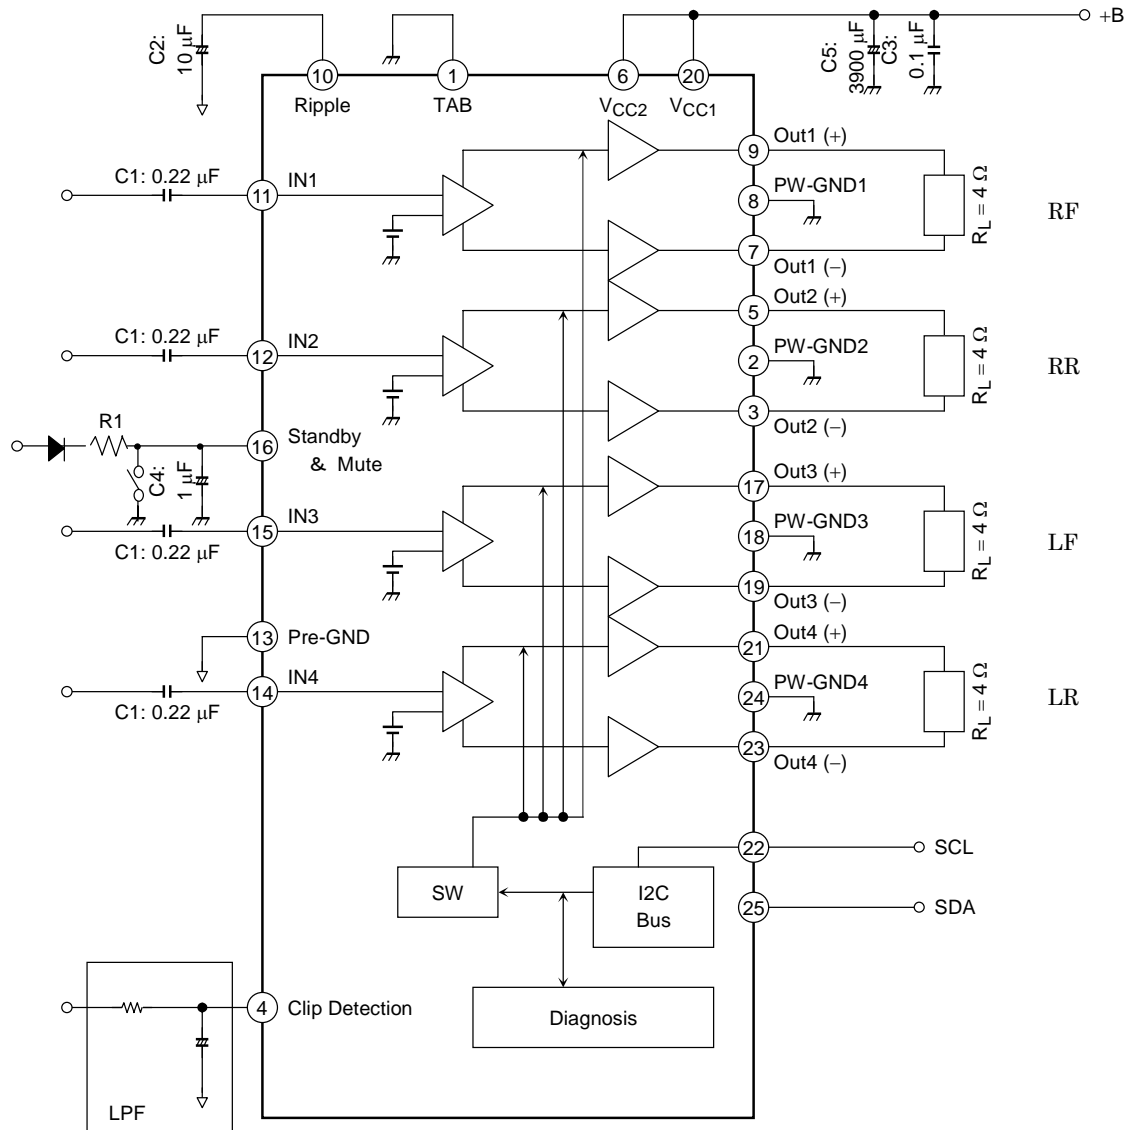 +B
C2:
10 μF
C5:
3900 μF
C3:
0.1 μF
10
1
6
20
Ripple
TAB
VCC2
VCC1
Out1 (+)
9
C1: 0.22 μF
11
IN1
PW-GND1
8
RL = 4 Ω
RF
7
Out1 (−)
Out2 (+)
5
C1: 0.22 μF
12
IN2
PW-GND2
2
RL = 4 Ω
RR
3
Out2 (−)
R1
16
Standby
& Mute
C4:
1 μF
Out3 (+)
17
15
IN3
C1: 0.22 μF
PW-GND3
18
RL = 4 Ω
LF
19
Out3 (−)
13
Pre-GND
Out4 (+)
21
14
IN4
C1: 0.22 μF
PW-GND4
24
RL = 4 Ω
LR
23
Out4 (−)
22
SCL
SW
I2C
Bus
25
SDA
4
Clip Detection
Diagnosis
LPF